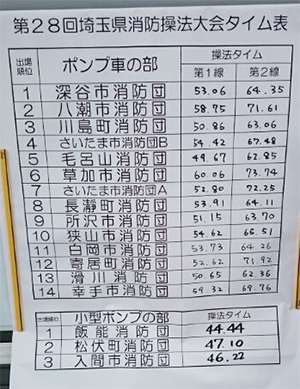 第28回埼玉県消防操法大会タイム表
出場順位 ポンプ車の部 操法タイム
第1線 第2線
1 深谷市消防団 53.06 64.35
2 八潮市消防団 58.75 71.61
3 川島町消防団 50.86 63.06
4 さいたま市消防団B 54.42 67.48
5 毛呂山消防団 49.67 62.85
6 草加市消防団 60.06 73.74
7 さいたま市消防団A 52.80 72.25
8 長瀞町消防団 53.91 64.11
9 所沢市消防団 51.15 63.70
10 狭山市消防団 54.62 66.51
11 白岡市消防団 53.73 64.26
12 寄居町消防団 52.62 71.92
13 滑川消防団 50.65 62.36
14 幸手市消防団 59.32 69.76
出場順位 小型ポンプの部 操法タイム
1 飯能消防団 44.44
2 松伏町消防団 47.10
3 入間市消防団 46.22